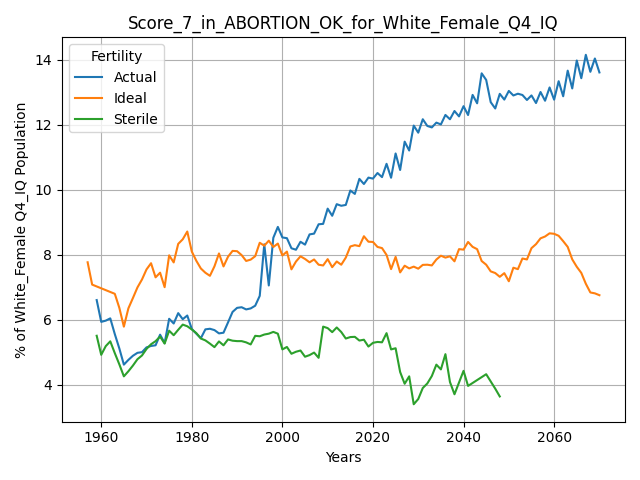 Score_7_in_ABORTION_OK_for_White_Female_Q4_IQ
Fertility
Actual
Ideal
Sterile
% of White_Female Q4_IQ Population
14
12
10
8
6
4
1960
1980
2000
2020
2040
2060
Years